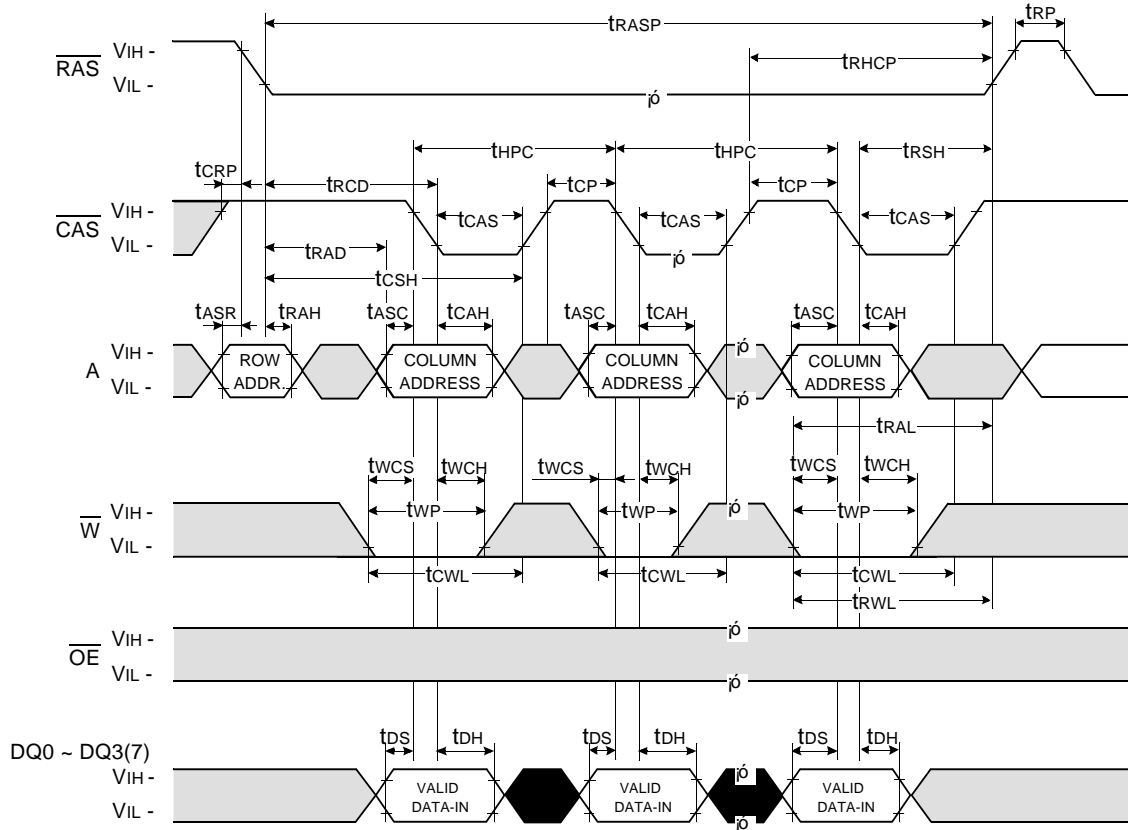 tRASP tRP
tRHCP
RAS VIH -
VIL -
¡ó
tHPC tHPC tRSH
tCRP tRCD tCP tCP
CAS VIH -
VIL -
tCAS tCAS tCAS
¡ó
tRAD
tCSH
tASR tRAH tASC tCAH tASC tCAH tASC tCAH
A VIH -
VIL -
ROW ADDR.
COLUMN ADDRESS
COLUMN ADDRESS
¡ó
¡ó
COLUMN ADDRESS
tRAL
tWCS tWCH tWCS tWCH tWCS tWCH
W VIH -
VIL -
tWP tWP ¡ó tWP
tCWL tCWL ¡ó tCWL
tRWL
OE VIH -
VIL -
¡ó
¡ó
DQ0 ~ DQ3(7)
tDS tDH tDS tDH tDS tDH
VIH -
VIL -
VALID DATA-IN
VALID DATA-IN
¡ó
¡ó
VALID DATA-IN